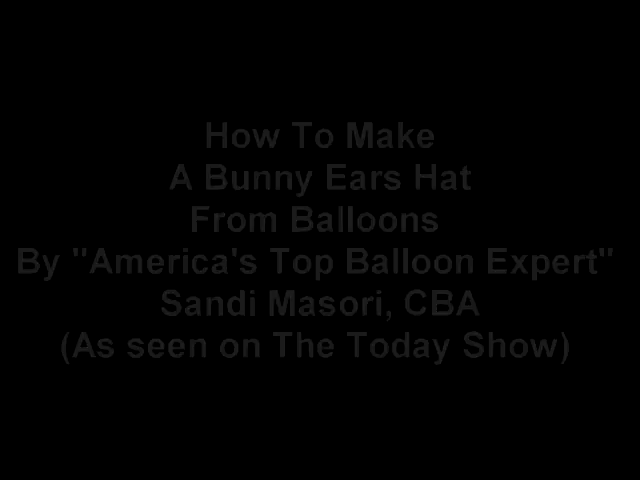 How To Make
A Bunny Ears Hat
From Balloons
By "America's Top Balloon Expert"
Sandi Masori, CBA
(As seen on The Today Show)